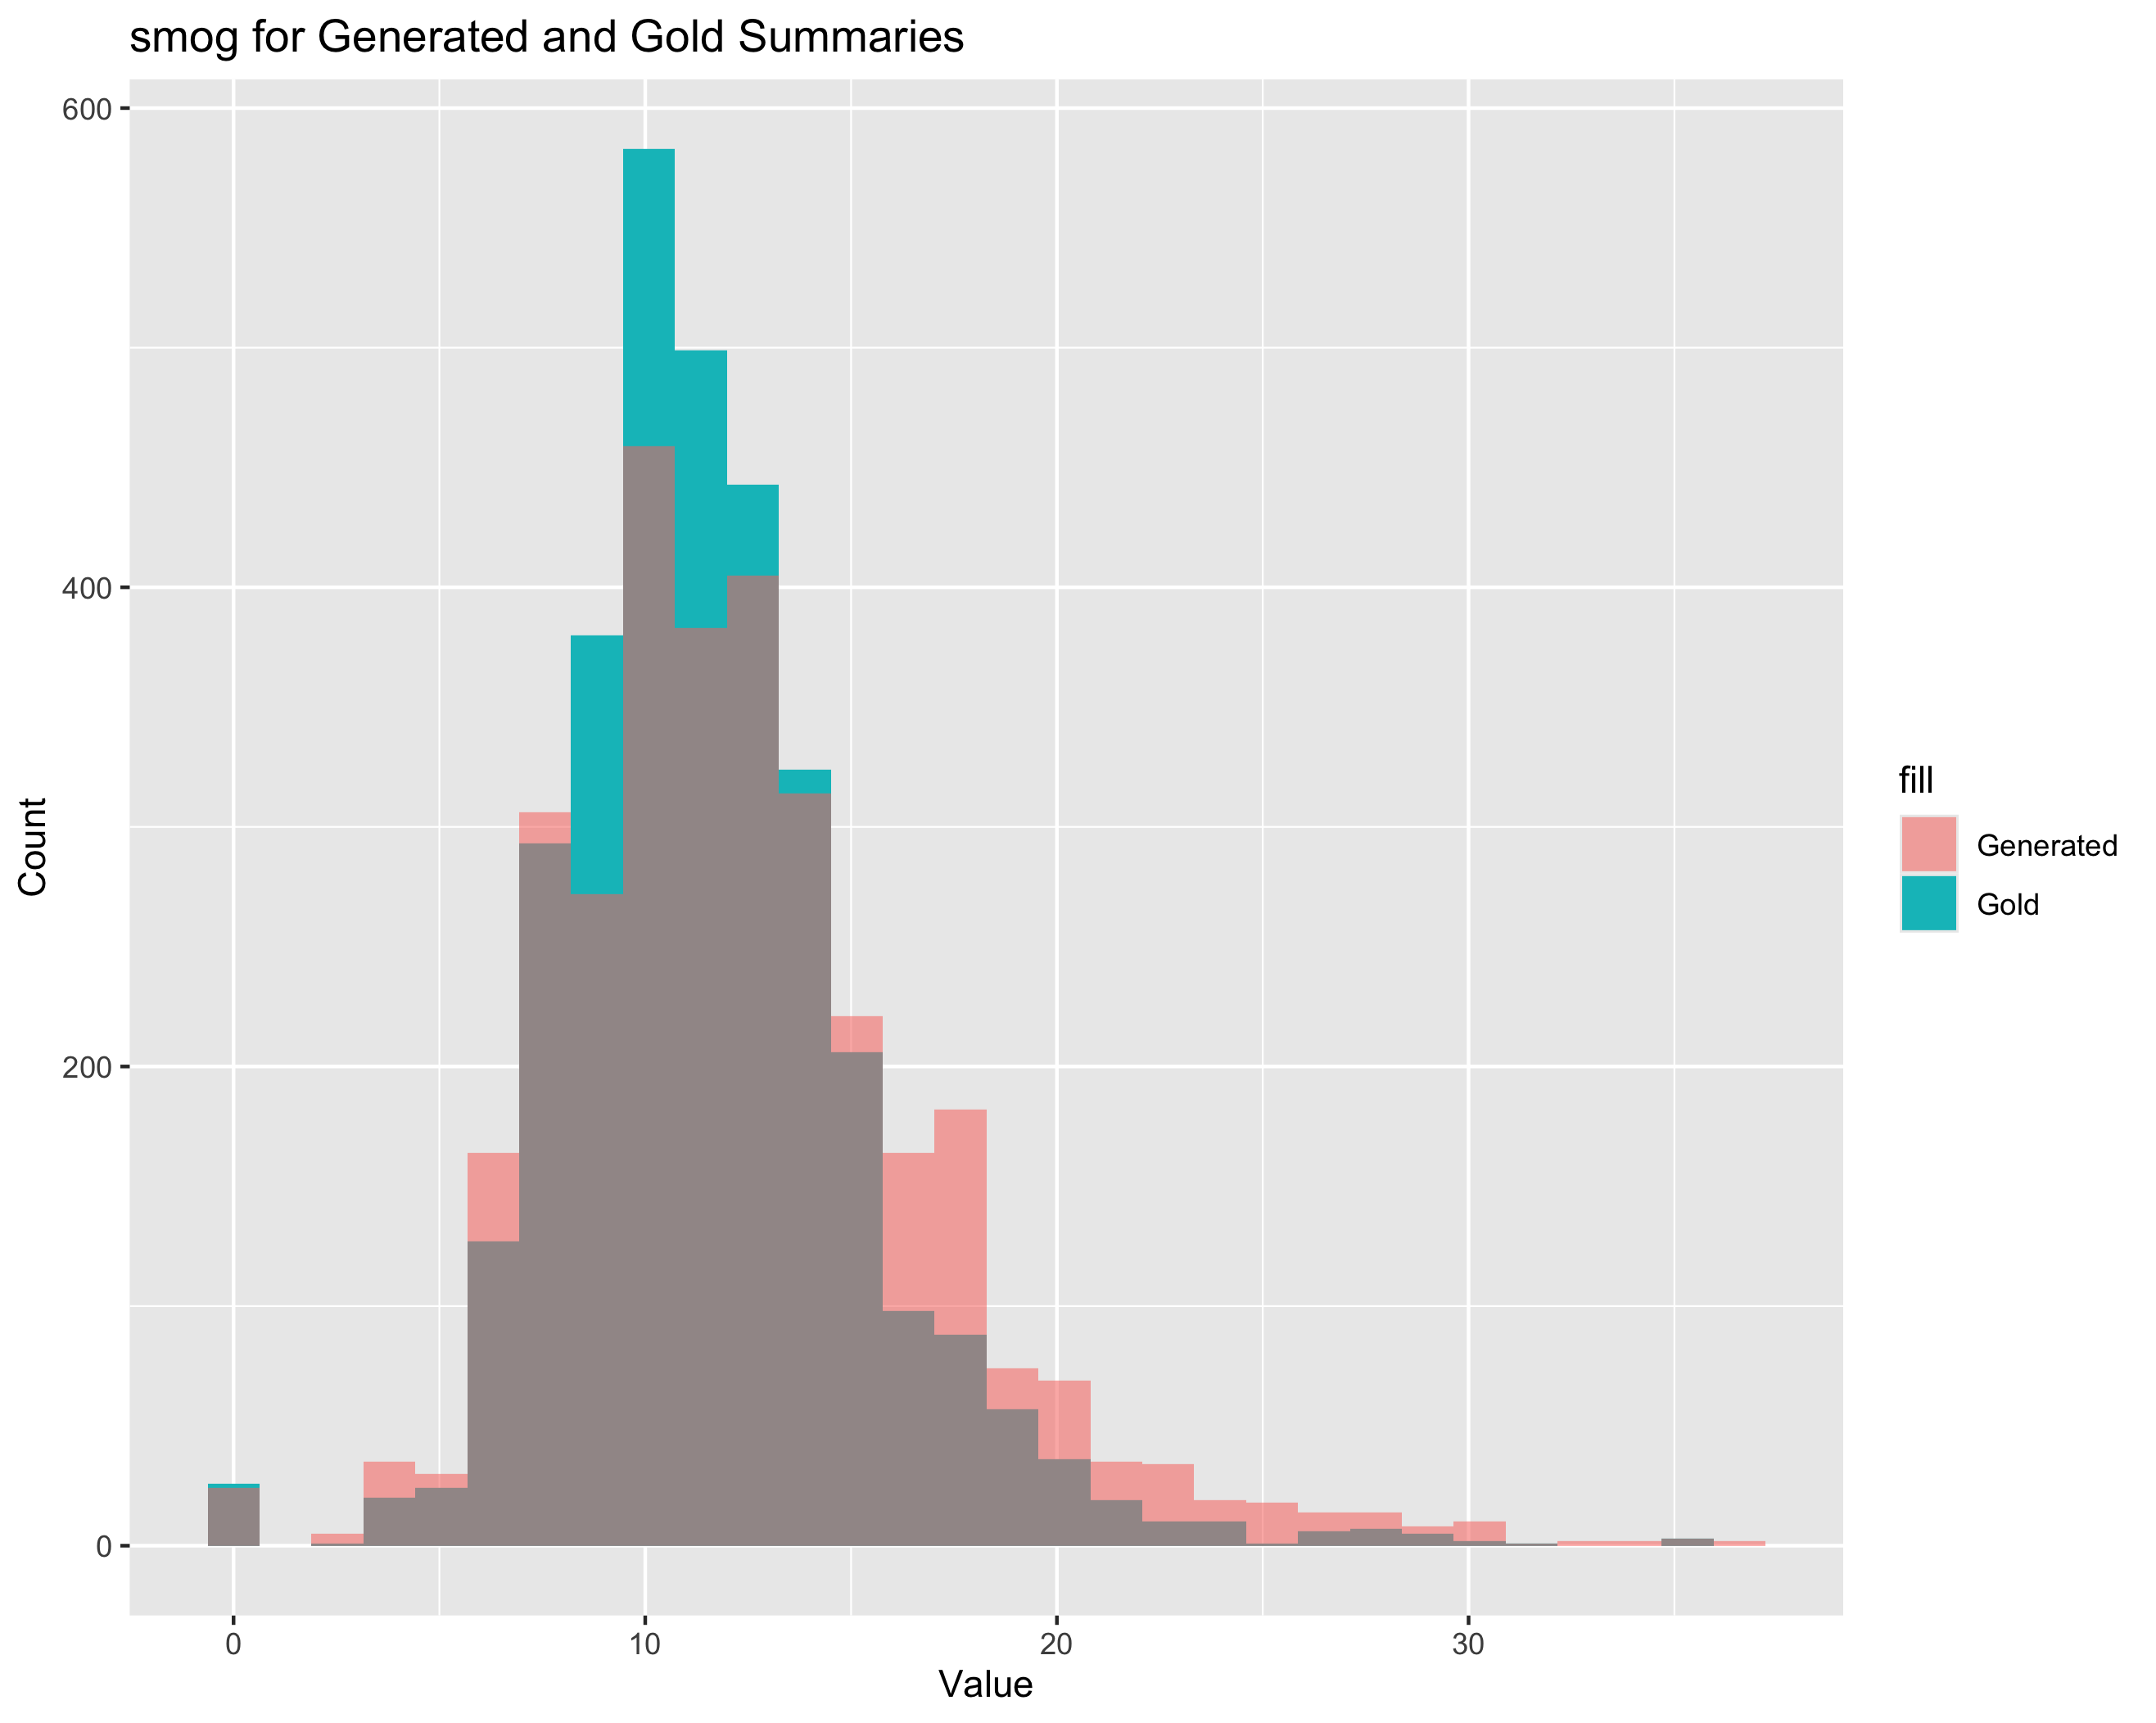 smog for Generated and Gold Summaries
600
400
200
0
Count
0 10 20 30
Value
fill
Generated
Gold